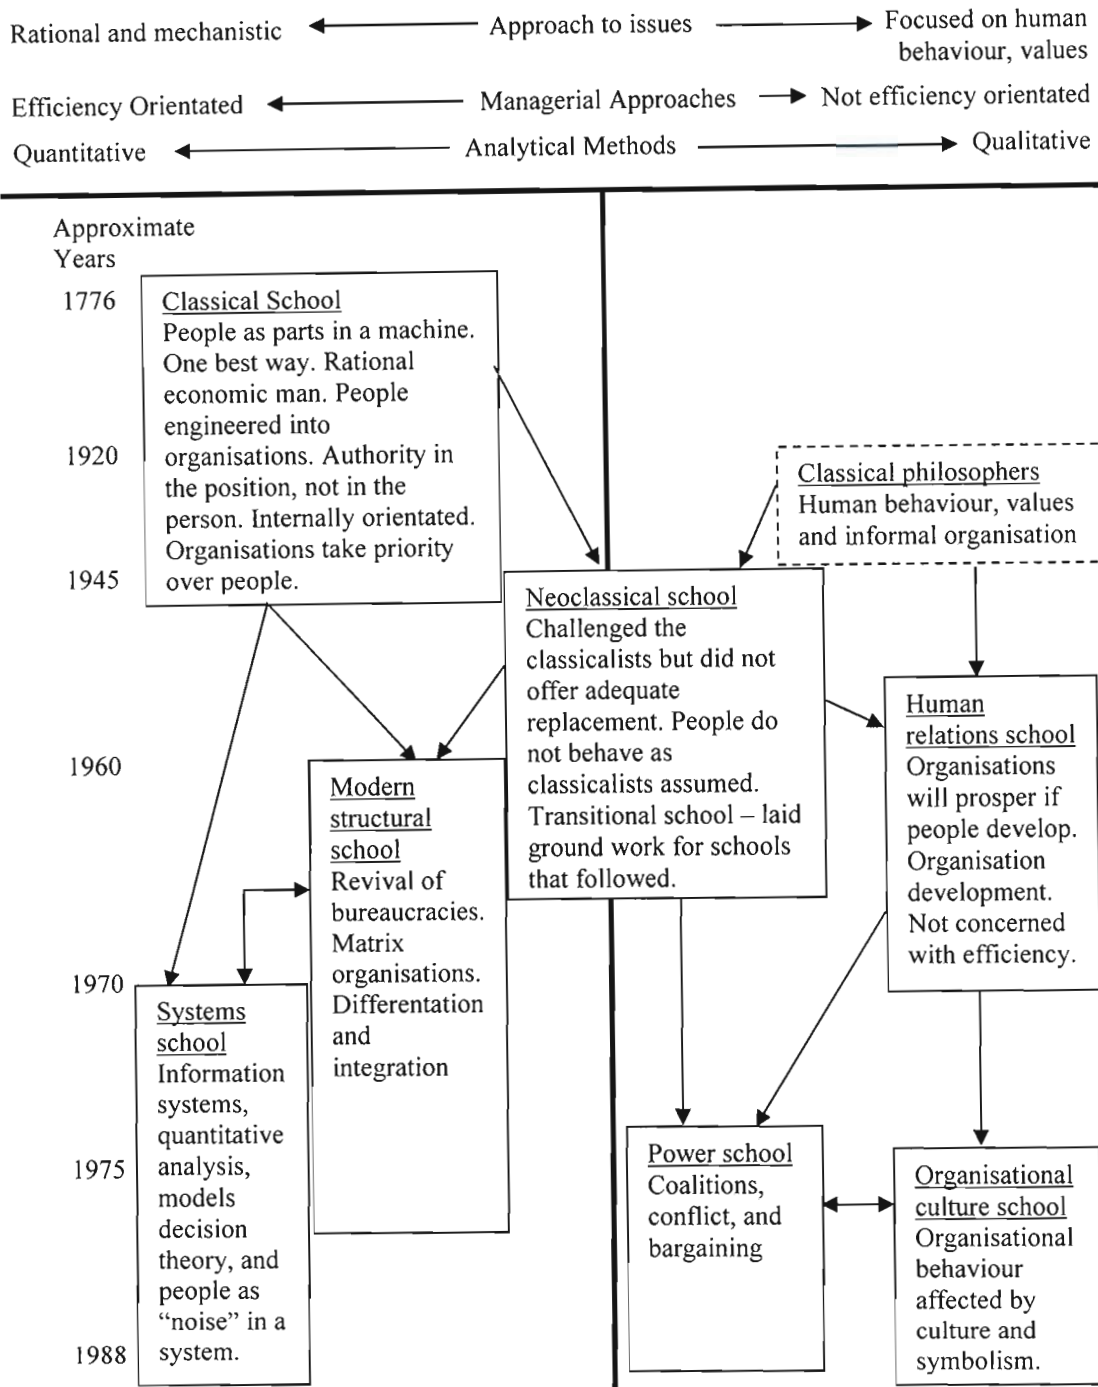 Rational and mechanistic
Approach to issues
Focused on human
behaviour, values
Efficiency Orientated
Managerial Approaches
Not efficiency orientated
Quantitative
Analytical Methods
Qualitative
Approximate
Years
1776
1920
1945
1960
1970
1975
1988
Classical School
People as parts in a machine.
One best way. Rational
economic man. People
engineered into
organisations. Authority in
the position, not in the
person. Internally orientated.
Organisations take priority
over people.
Classical philosophers
Human behaviour, values
and informal organisation
Neoclassical school
Challenged the
classicalists but did not
offer adequate
replacement. People do
not behave as
classicalists assumed.
Transitional school – laid
ground work for schools
that followed.
Human
relations school
Organisations
will prosper if
people develop.
Organisation
development.
Not concerned
with efficiency.
Modern
structural
school
Revival of
bureaucracies.
Matrix
organisations.
Differentation
and
integration
Systems
school
Information
systems,
quantitative
analysis,
models
decision
theory, and
people as
“noise” in a
system.
Power school
Coalitions,
conflict, and
bargaining
Organisational
culture school
Organisational
behaviour
affected by
culture and
symbolism.